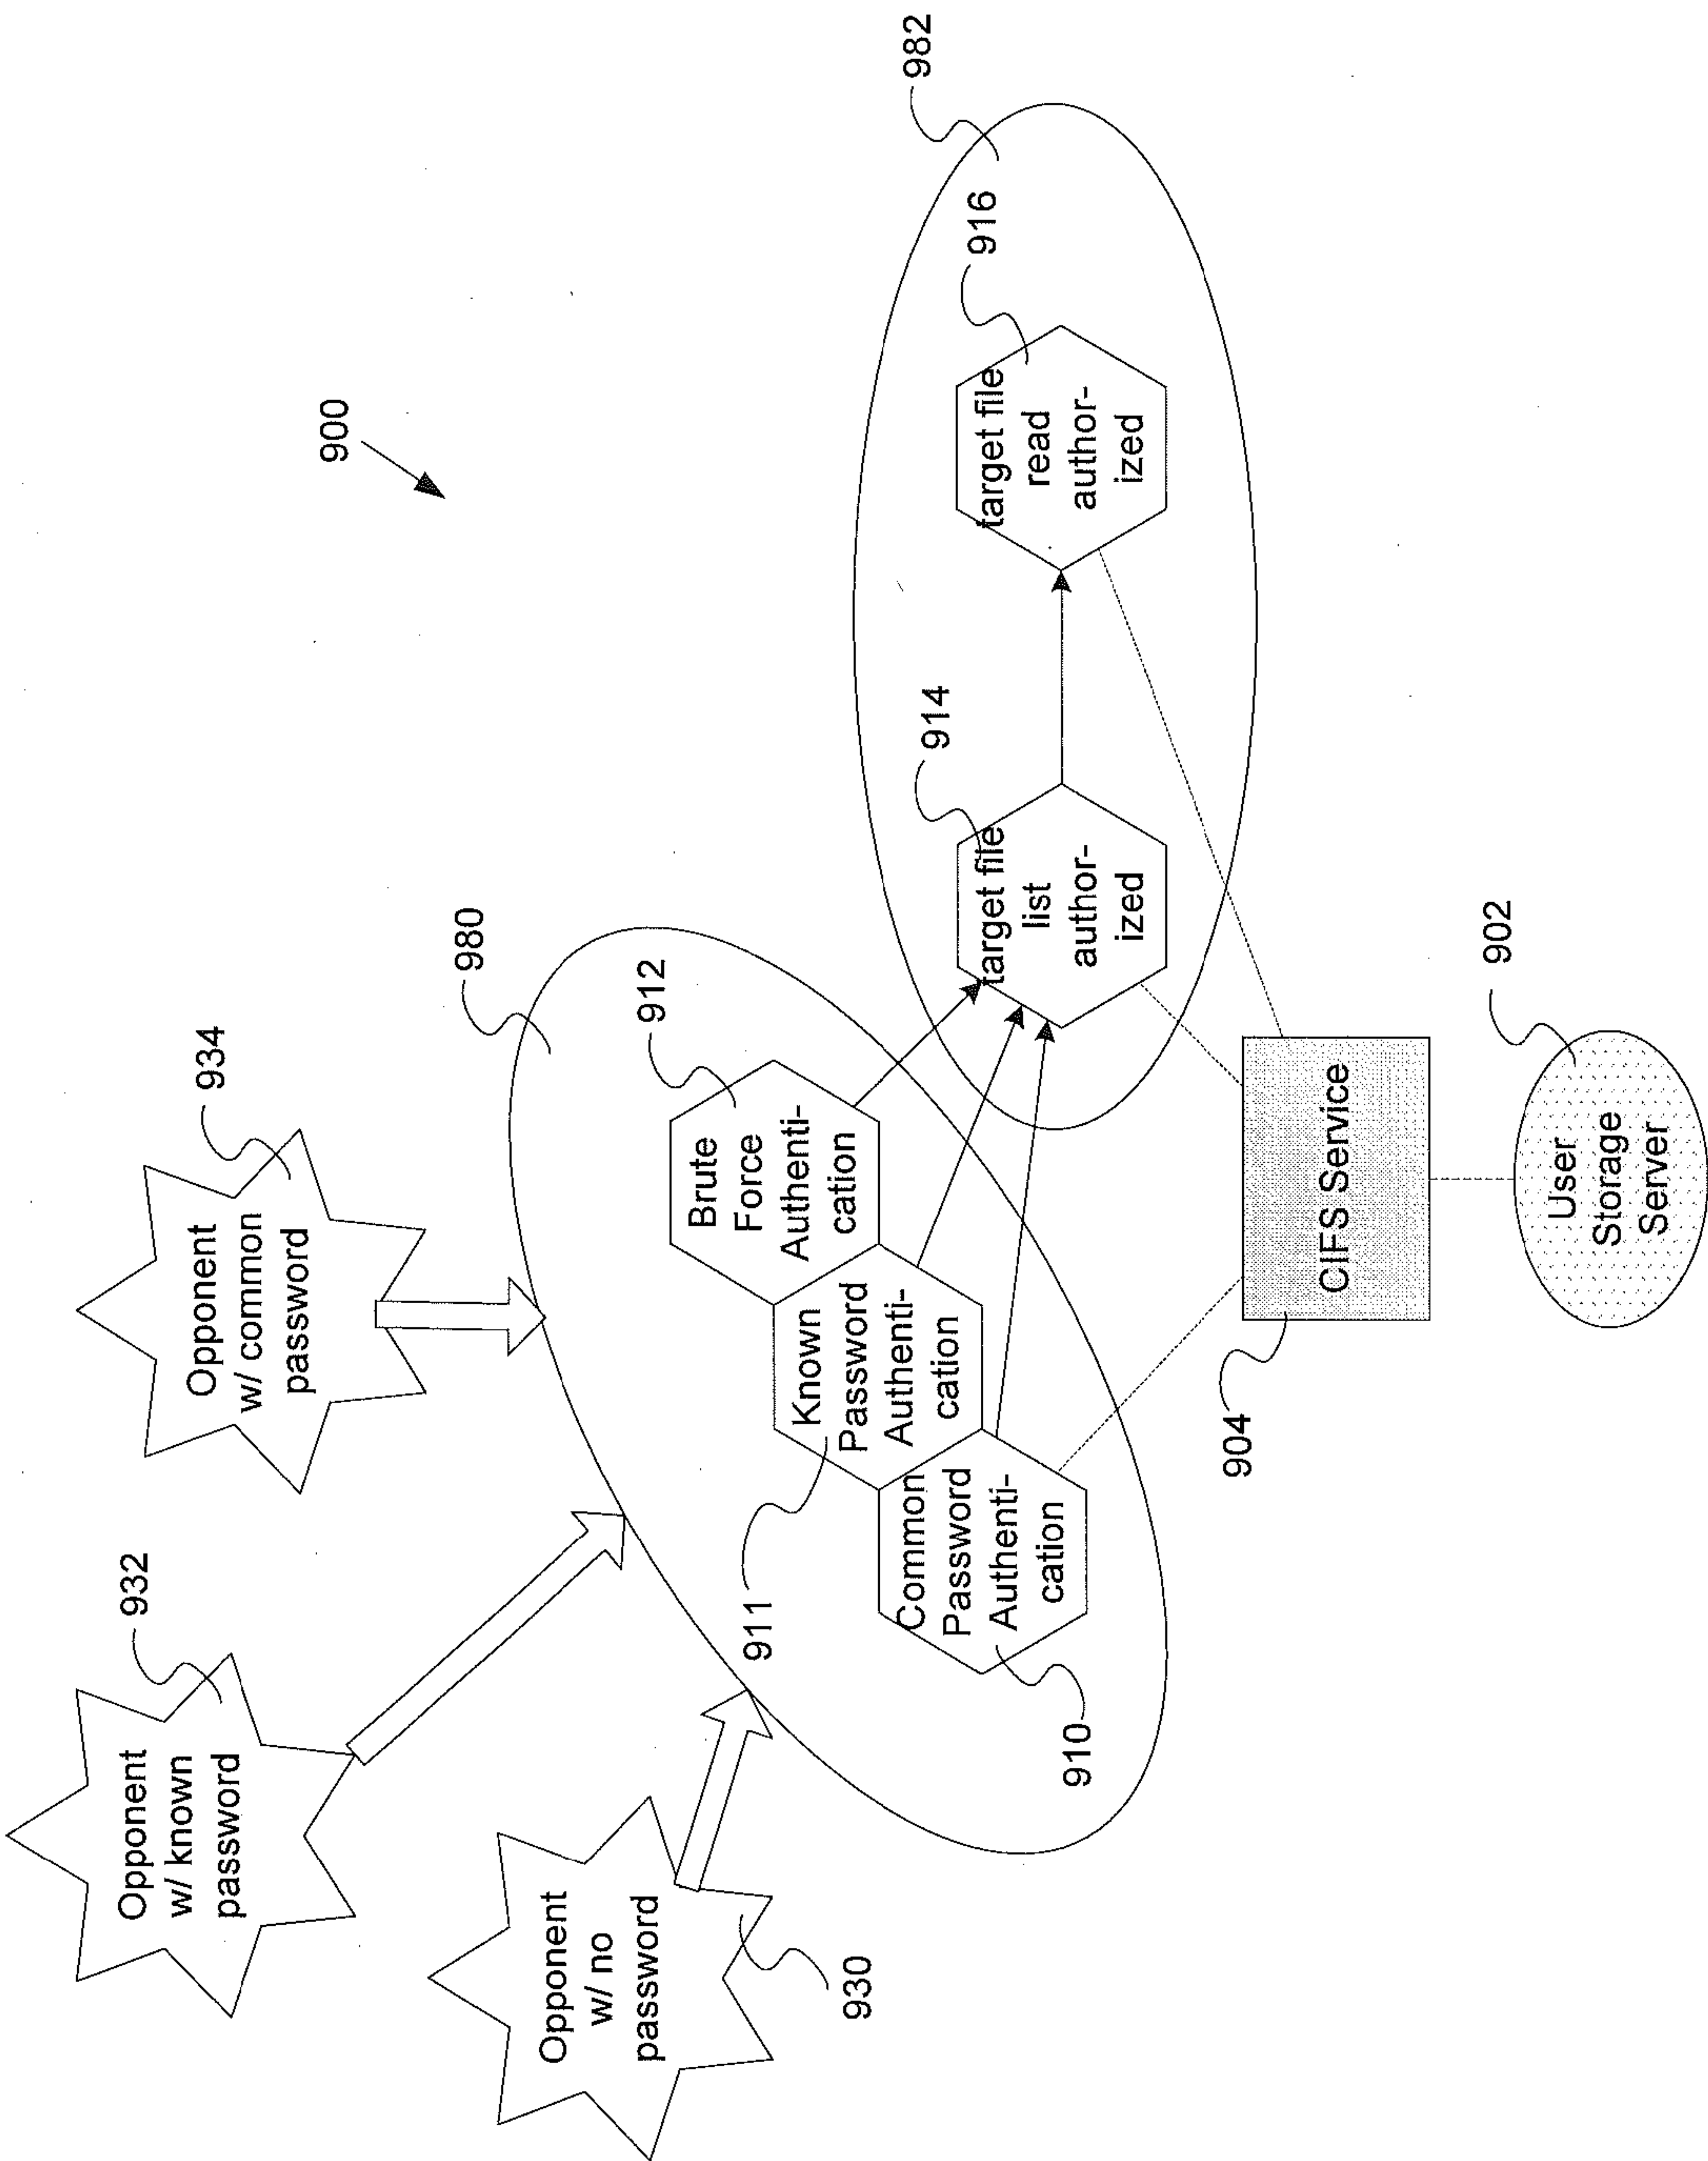 900
Opponent
w/ known
password
932
Opponent
w/ common
password
934
Opponent
w/ no
password
930
980
Brute
Force
Authenti-
cation
912
Known
Password
Authenti-
cation
911
Common
Password
Authenti-
cation
910
982
target file
list
author-
ized
914
target file
read
author-
ized
916
CIFS Service
904
User
Storage
Server
902